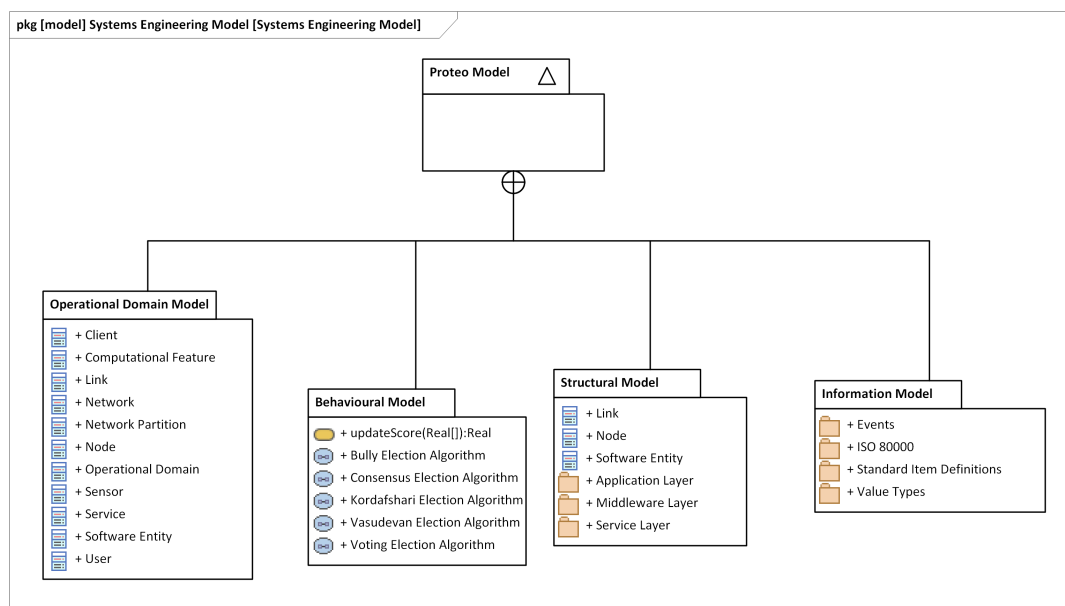 pkg [model] Systems Engineering Model [Systems Engineering Model]
Proteo Model
Operational Domain Model
+ Client
+ Computational Feature
+ Link
+ Network
+ Network Partition
+ Node
+ Operational Domain
+ Sensor
+ Service
+ Software Entity
+ User
Behavioural Model
+ updateScore(Real[]):Real
+ Bully Election Algorithm
+ Consensus Election Algorithm
+ Kordafshari Election Algorithm
+ Vasudevan Election Algorithm
+ Voting Election Algorithm
Structural Model
+ Link
+ Node
+ Software Entity
+ Application Layer
+ Middleware Layer
+ Service Layer
Information Model
+ Events
+ ISO 80000
+ Standard Item Definitions
+ Value Types